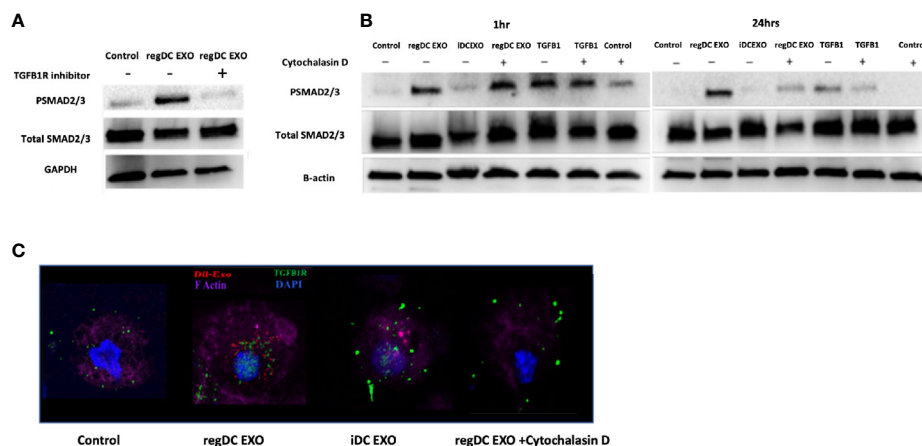 A
Control regDC EXO regDC EXO
TGFB1R inhibitor - - +
PSMAD2/3
Total SMAD2/3
GAPDH
B
1hr 24hrs
Control regDC EXO iDCEXO regDC EXO TGFB1 TGFB1 Control Control regDC EXO iDCEXO regDC EXO TGFB1 TGFB1 Control
Cytochalasin D - - - + - + + - - - + - + +
PSMAD2/3
Total SMAD2/3
B-actin
C
Dil-Exo TGFB1R
F Actin DAPI
Control regDC EXO iDC EXO regDC EXO +Cytochalasin D